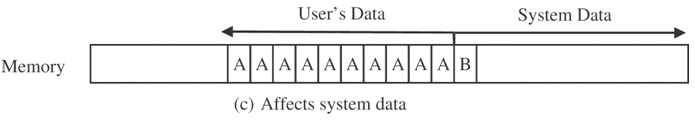 User’s Data System Data
Memory A A A A A A A A A A B
(c) Affects system data